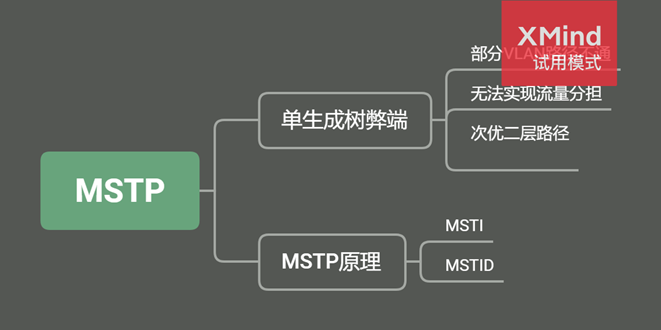 XMind
试用模式
部分VLAN路径不通
无法实现流量分担
单生成树弊端
次优二层路径
MSTP
MSTI
MSTP原理
MSTID